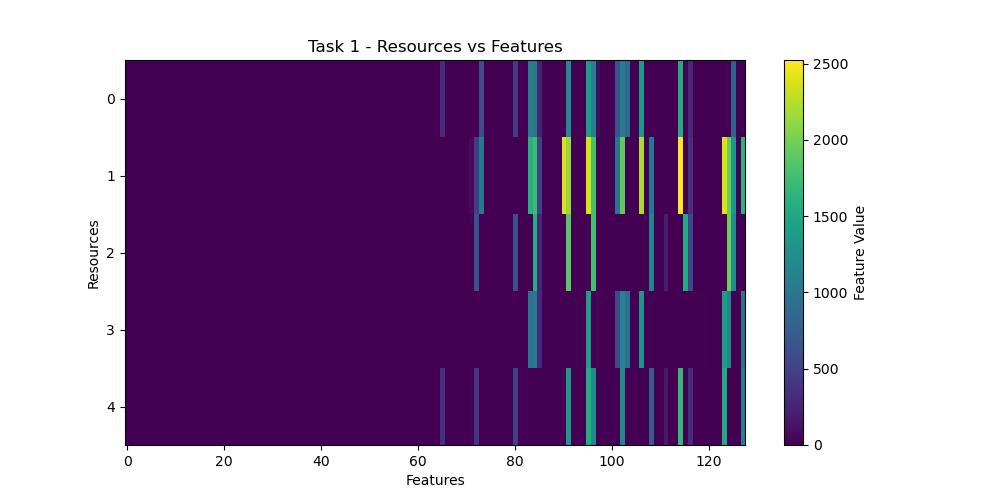 Task 1 - Resources vs Features
Resources
0
1
2
3
4
0 20 40 60 80 100 120
Features
2500
2000
1500
1000
500
0
Feature Value